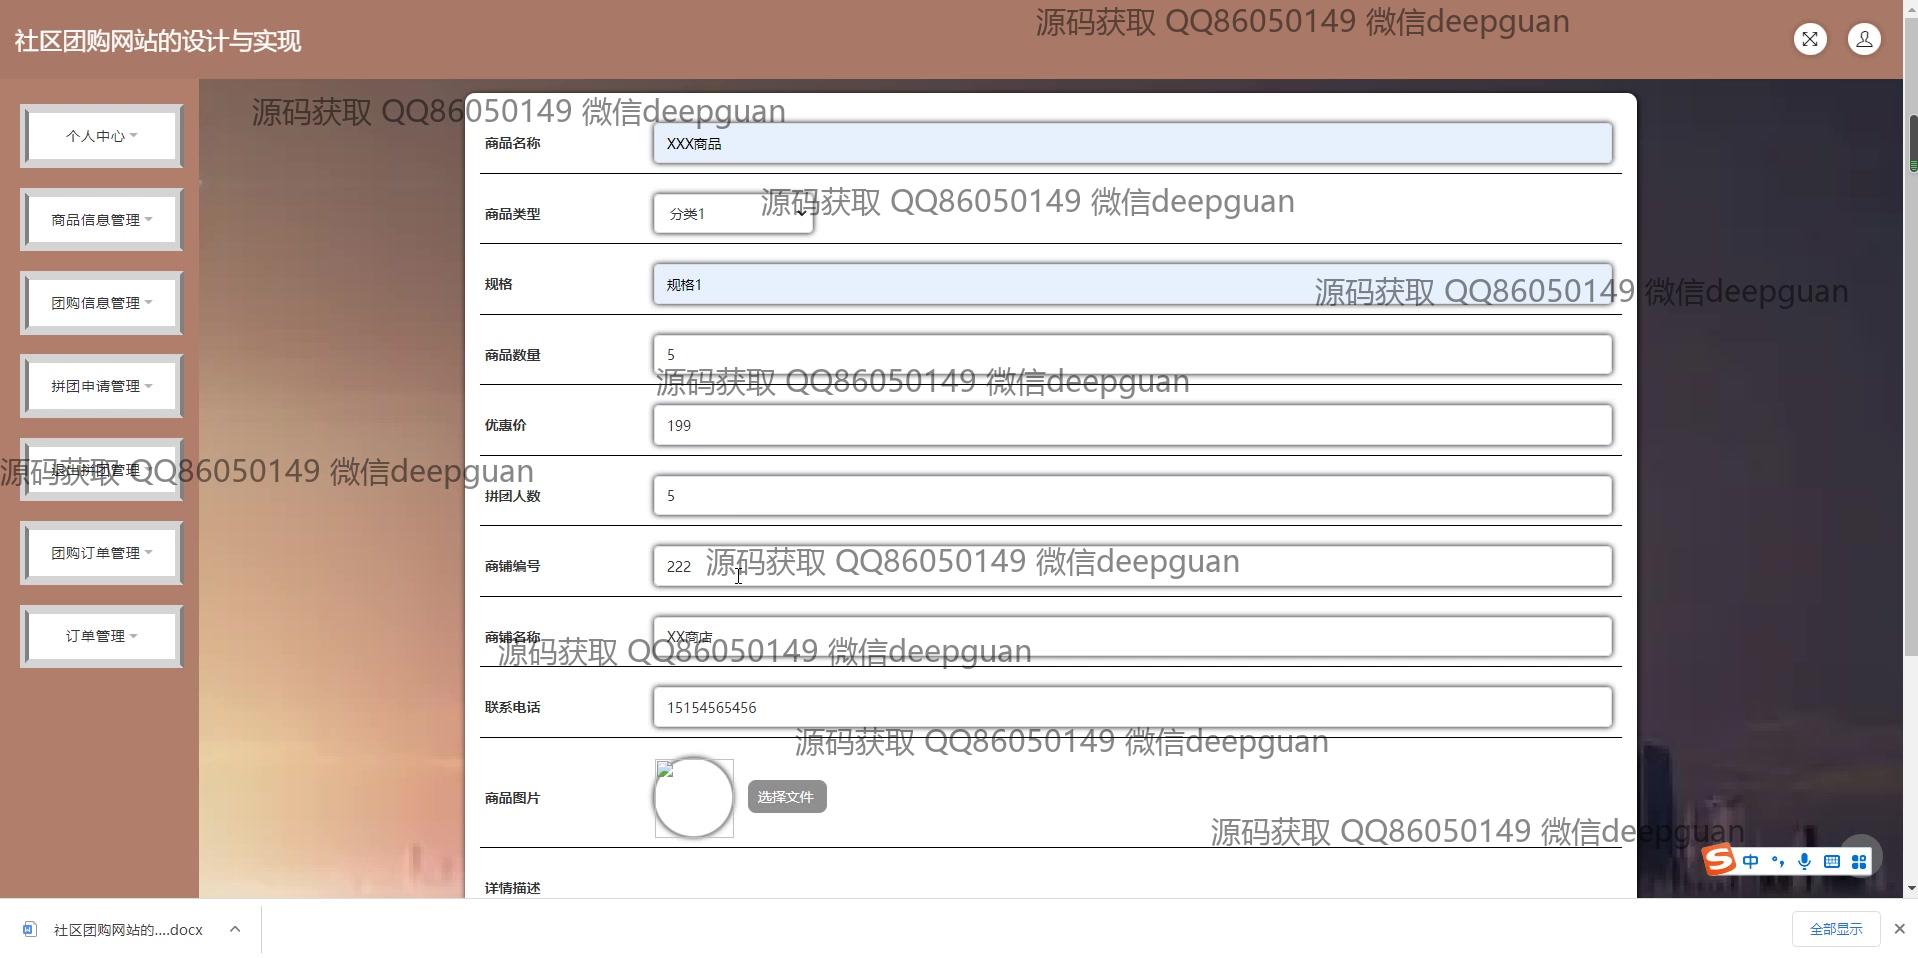 社区团购网站的设计与实现
源码获取 QQ86050149 微信deepguan
个人中心
商品信息管理
团购信息管理
拼团申请管理
退出拼团管理
团购订单管理
订单管理
源码获取 QQ86050149 微信deepguan
商品名称 XXX商品
商品类型 分类1
源码获取 QQ86050149 微信deepguan
规格 规格1
源码获取 QQ86050149 微信deepguan
商品数量 5
源码获取 QQ86050149 微信deepguan
优惠价 199
源码获取 QQ86050149 微信deepguan
拼团人数 5
商铺编号 222
源码获取 QQ86050149 微信deepguan
商铺名称 XX商店
源码获取 QQ86050149 微信deepguan
联系电话 15154565456
源码获取 QQ86050149 微信deepguan
商品图片 选择文件
源码获取 QQ86050149 微信deepguan
中
详情描述
社区团购网站的....docx
全部显示